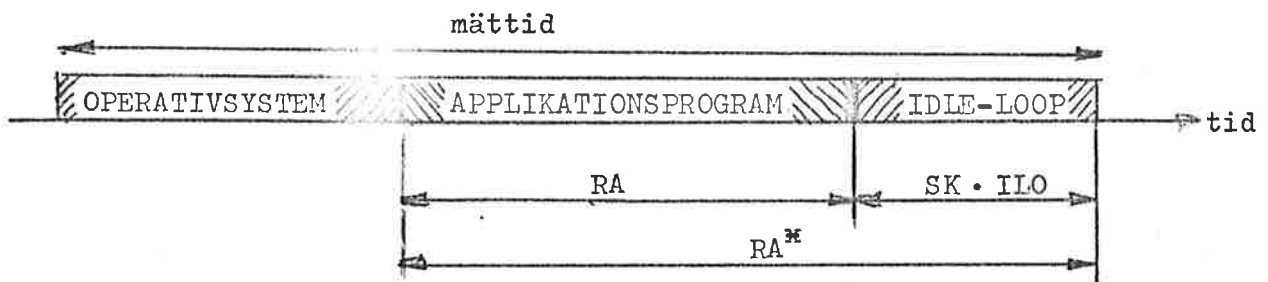 mättid
OPERATIVSYSTEM APPLIKATIONSPROGRAM IDLE-LOOP
tid
RA SK • ILO
RA*